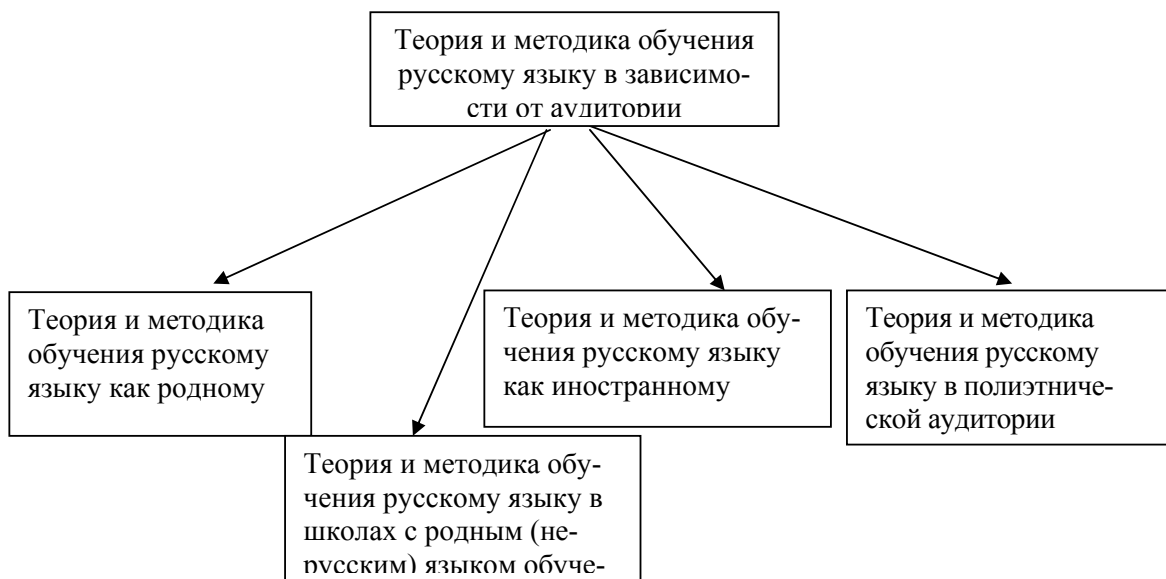 Теория и методика обучения
русскому языку в зависимо-
сти от аудитории
Теория и методика
обучения русскому
языку как родному
Теория и методика обу-
чения русскому языку в
школах с родным (не-
русским) языком обуче-
Теория и методика обу-
чения русскому языку
как иностранному
Теория и методика
обучения русскому
языку в полиэтниче-
ской аудитории